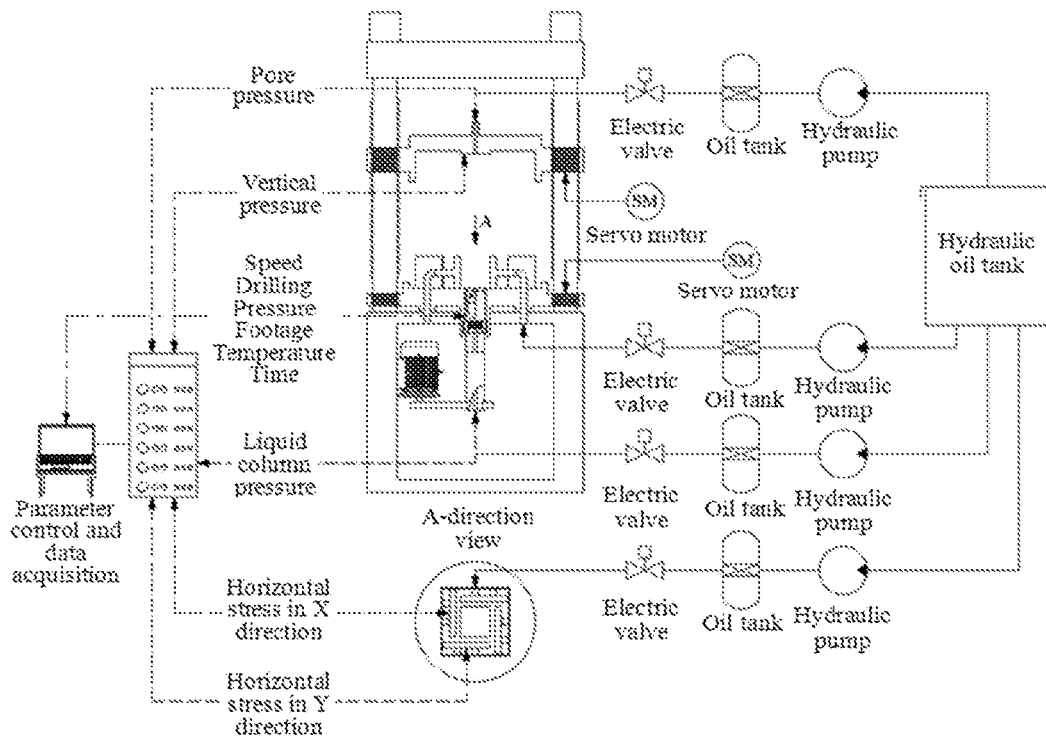 Pore
pressure
Electric
valve
Oil tank
Hydraulic
pump
Vertical
pressure
SM
Servo motor
A
Hydraulic
oil tank
Speed
Drilling
Pressure
Footage
Temperature
Time
SM
Servo motor
Electric
valve
Oil tank
Hydraulic
pump
Liquid
column
pressure
Electric
valve
Oil tank
Hydraulic
pump
Parameter
control and
data
acquisition
A-direction
view
Horizontal
stress in X
direction
Electric
valve
Oil tank
Hydraulic
pump
Horizontal
stress in Y
direction